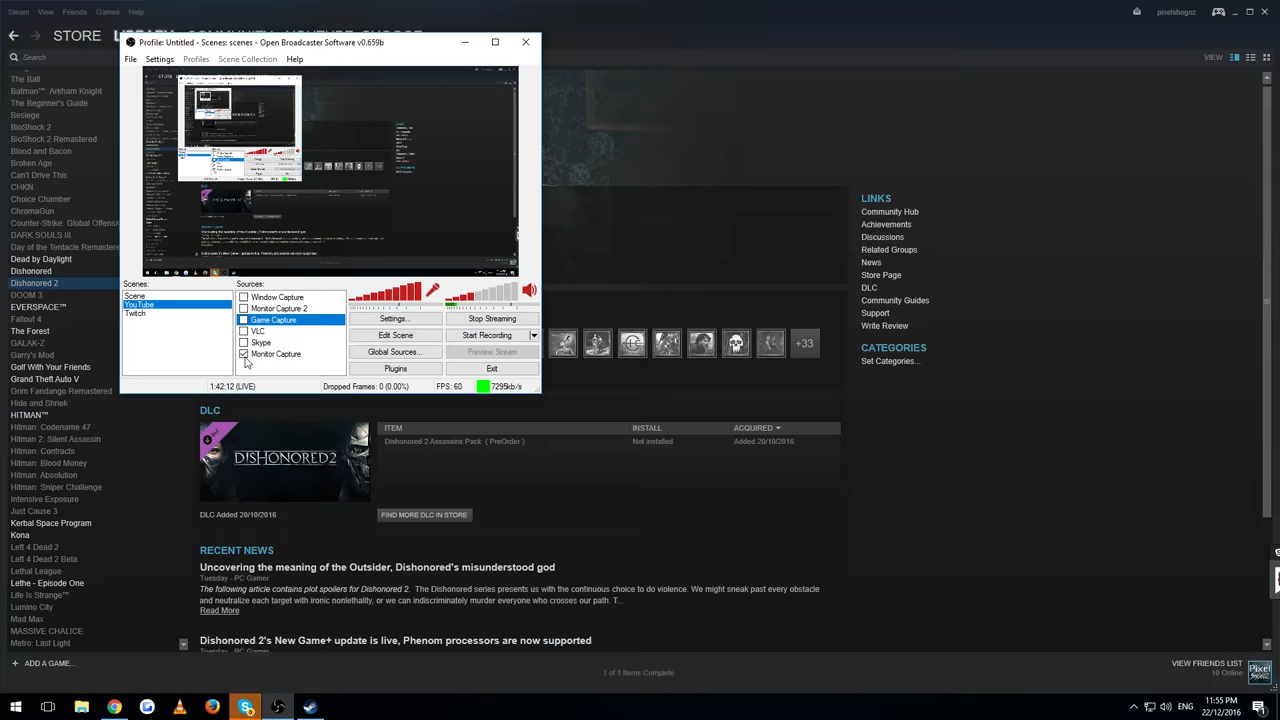 Steam View Friends Games Help
pixelshogoz
STORE
Search
VIEW
The Ball
Batman™: Arkham Knight
The Beginner's Guide
Besiege
BioShock 2
BioShock 2 Remastered
Blood and Bacon
CHKN
Choice Chamber
ChromaGun
Counter-Strike: Global Offensiv
DARK SOULS III
Day of the Tentacle Remastere
Dead by Daylight
Dishonored
Dishonored 2
DOOM 3
Fallout 4
The Forest
GALAK-Z
Garry's Mod
Golf With Your Friends
Grand Theft Auto V
Grim Fandango Remastered
Hide and Shriek
HITMAN™
Hitman: Codename 47
Hitman 2: Silent Assassin
Hitman: Contracts
Hitman: Blood Money
Hitman: Absolution
Hitman: Sniper Challenge
Intensive Exposure
Just Cause 3
Kerbal Space Program
Kona
Left 4 Dead 2
Left 4 Dead 2 Beta
Lethal League
Lethe - Episode One
Life Is Strange™
Lumino City
Mad Max
MASSIVE CHALICE
Metro: Last Light
+ ADD A GAME...
Profile: Untitled - Scenes: scenes - Open Broadcaster Software v0.659b
File Settings Profiles Scene Collection Help
Scenes:
Scene
YouTube
Twitch
Sources:
Window Capture
Monitor Capture 2
Game Capture
VLC
Skype
Monitor Capture
Settings...
Stop Streaming
Edit Scene
Start Recording
Global Sources...
Preview Stream
Plugins
Exit
1:42:12 (LIVE)
Dropped Frames: 0 (0.00%)
FPS: 60
7295kb/s
LINKS
Community Hub
Achievements
Discussions
Related Groups
News
Store Page
DLC
Community Guides
Support
Write Review
CATEGORIES
Set Categories...
+33
DLC
DISHONORED2
DLC Added 20/10/2016
ITEM INSTALL ACQUIRED
Dishonored 2 Assassins Pack ( PreOrder ) Not installed Added 20/10/2016
FIND MORE DLC IN STORE
RECENT NEWS
Uncovering the meaning of the Outsider, Dishonored's misunderstood god
Tuesday - PC Gamer
The following article contains plot spoilers for Dishonored 2. The Dishonored series presents us with the continuous choice to do violence. We might sneak past every obstacle
and neutralize each target with ironic nonlethality, or we can indiscriminately murder everyone who crosses our path. T...
Read More
Dishonored 2's New Game+ update is live, Phenom processors are now supported
Tuesday - PC Gamer
1 of 1 Items Complete
VIEW FRIENDS LIST
10 Online
ENG
11:55 PM
22/12/2016